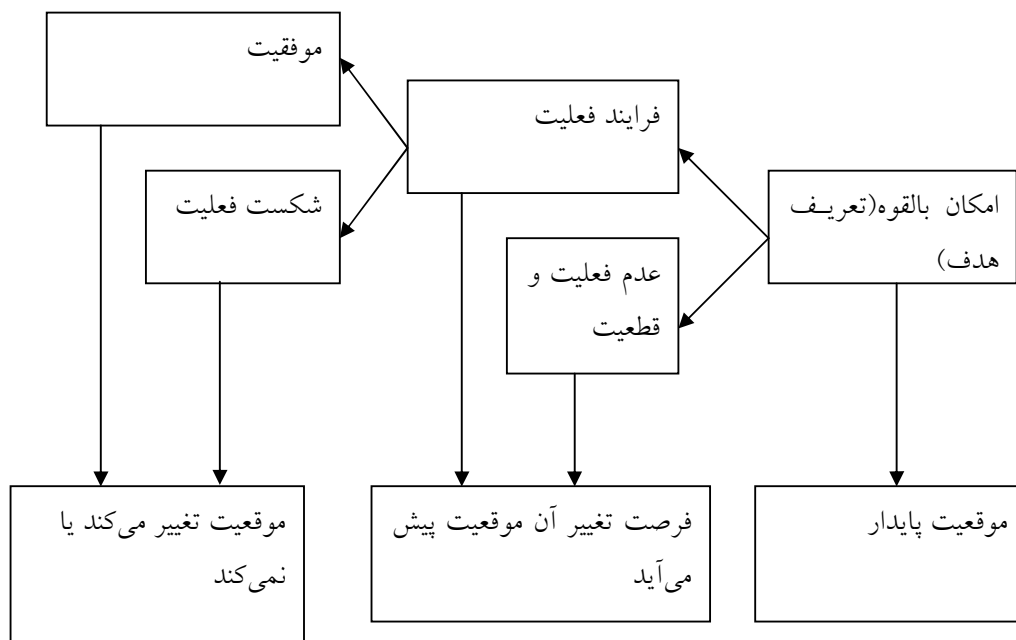 موفقیت
فرایند فعلیت
شکست فعلیت
امکان بالقوه(تعریف
هدف)
عدم فعلیت و
قطعیت
موقعیت پایدار
فرصت تغییر آن موقعیت پیش
می‌آید
موقعیت تغییر می‌کند یا
نمی‌کند